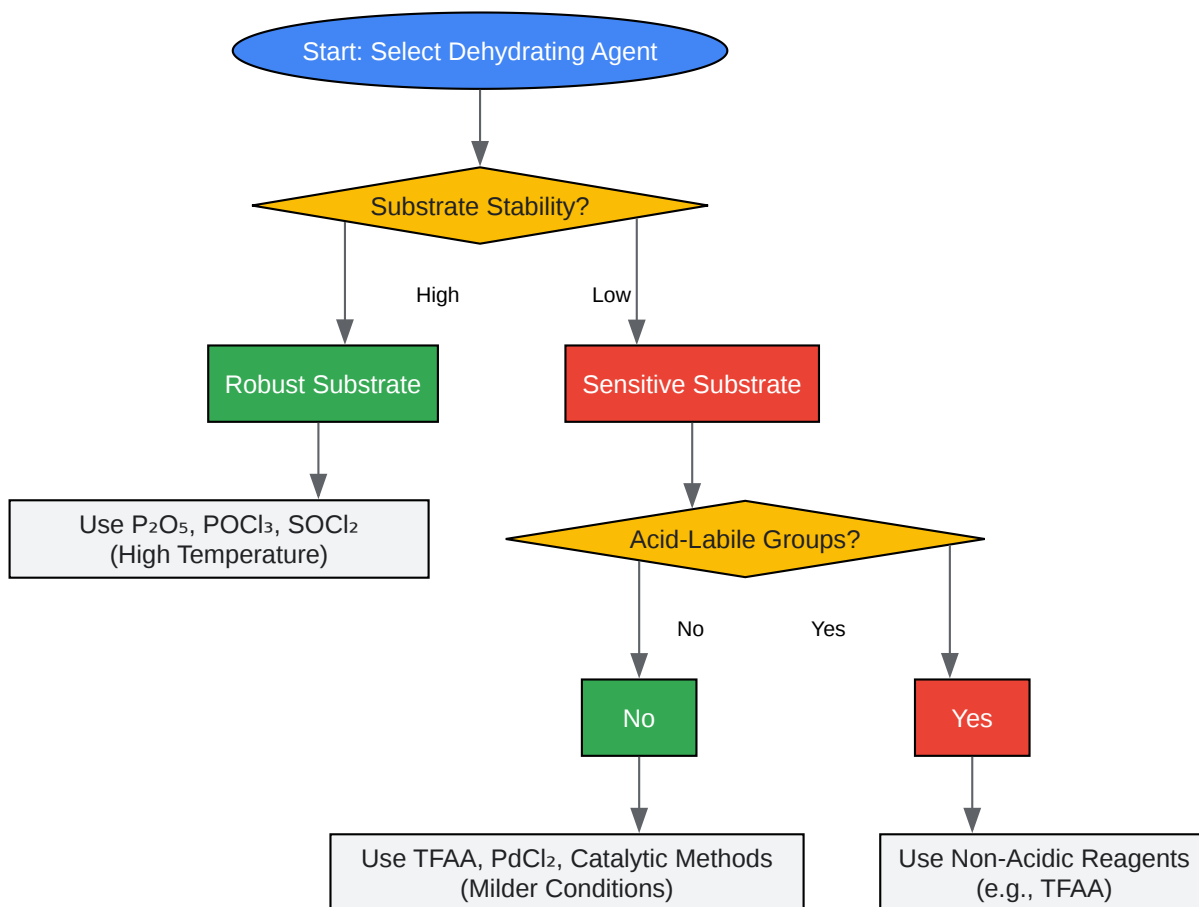 Start: Select Dehydrating Agent
Substrate Stability?
High
Low
Robust Substrate
Sensitive Substrate
Use P₂O₅, POCl₃, SOCl₂
(High Temperature)
Acid-Labile Groups?
No
Yes
No
Yes
Use TFAA, PdCl₂, Catalytic Methods
(Milder Conditions)
Use Non-Acidic Reagents
(e.g., TFAA)